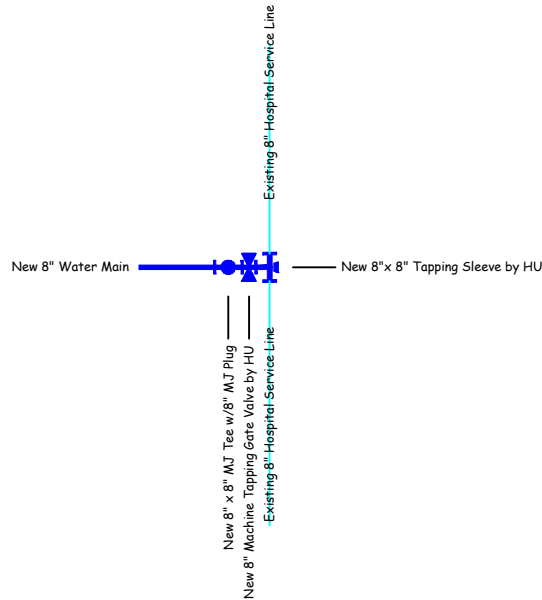 Existing 8" Hospital Service Line
New 8" Water Main
New 8"x 8" Tapping Sleeve by HU
New 8" x 8" MJ Tee w/8" MJ Plug
New 8" Machine Tapping Gate Valve by HU
Existing 8" Hospital Service Line